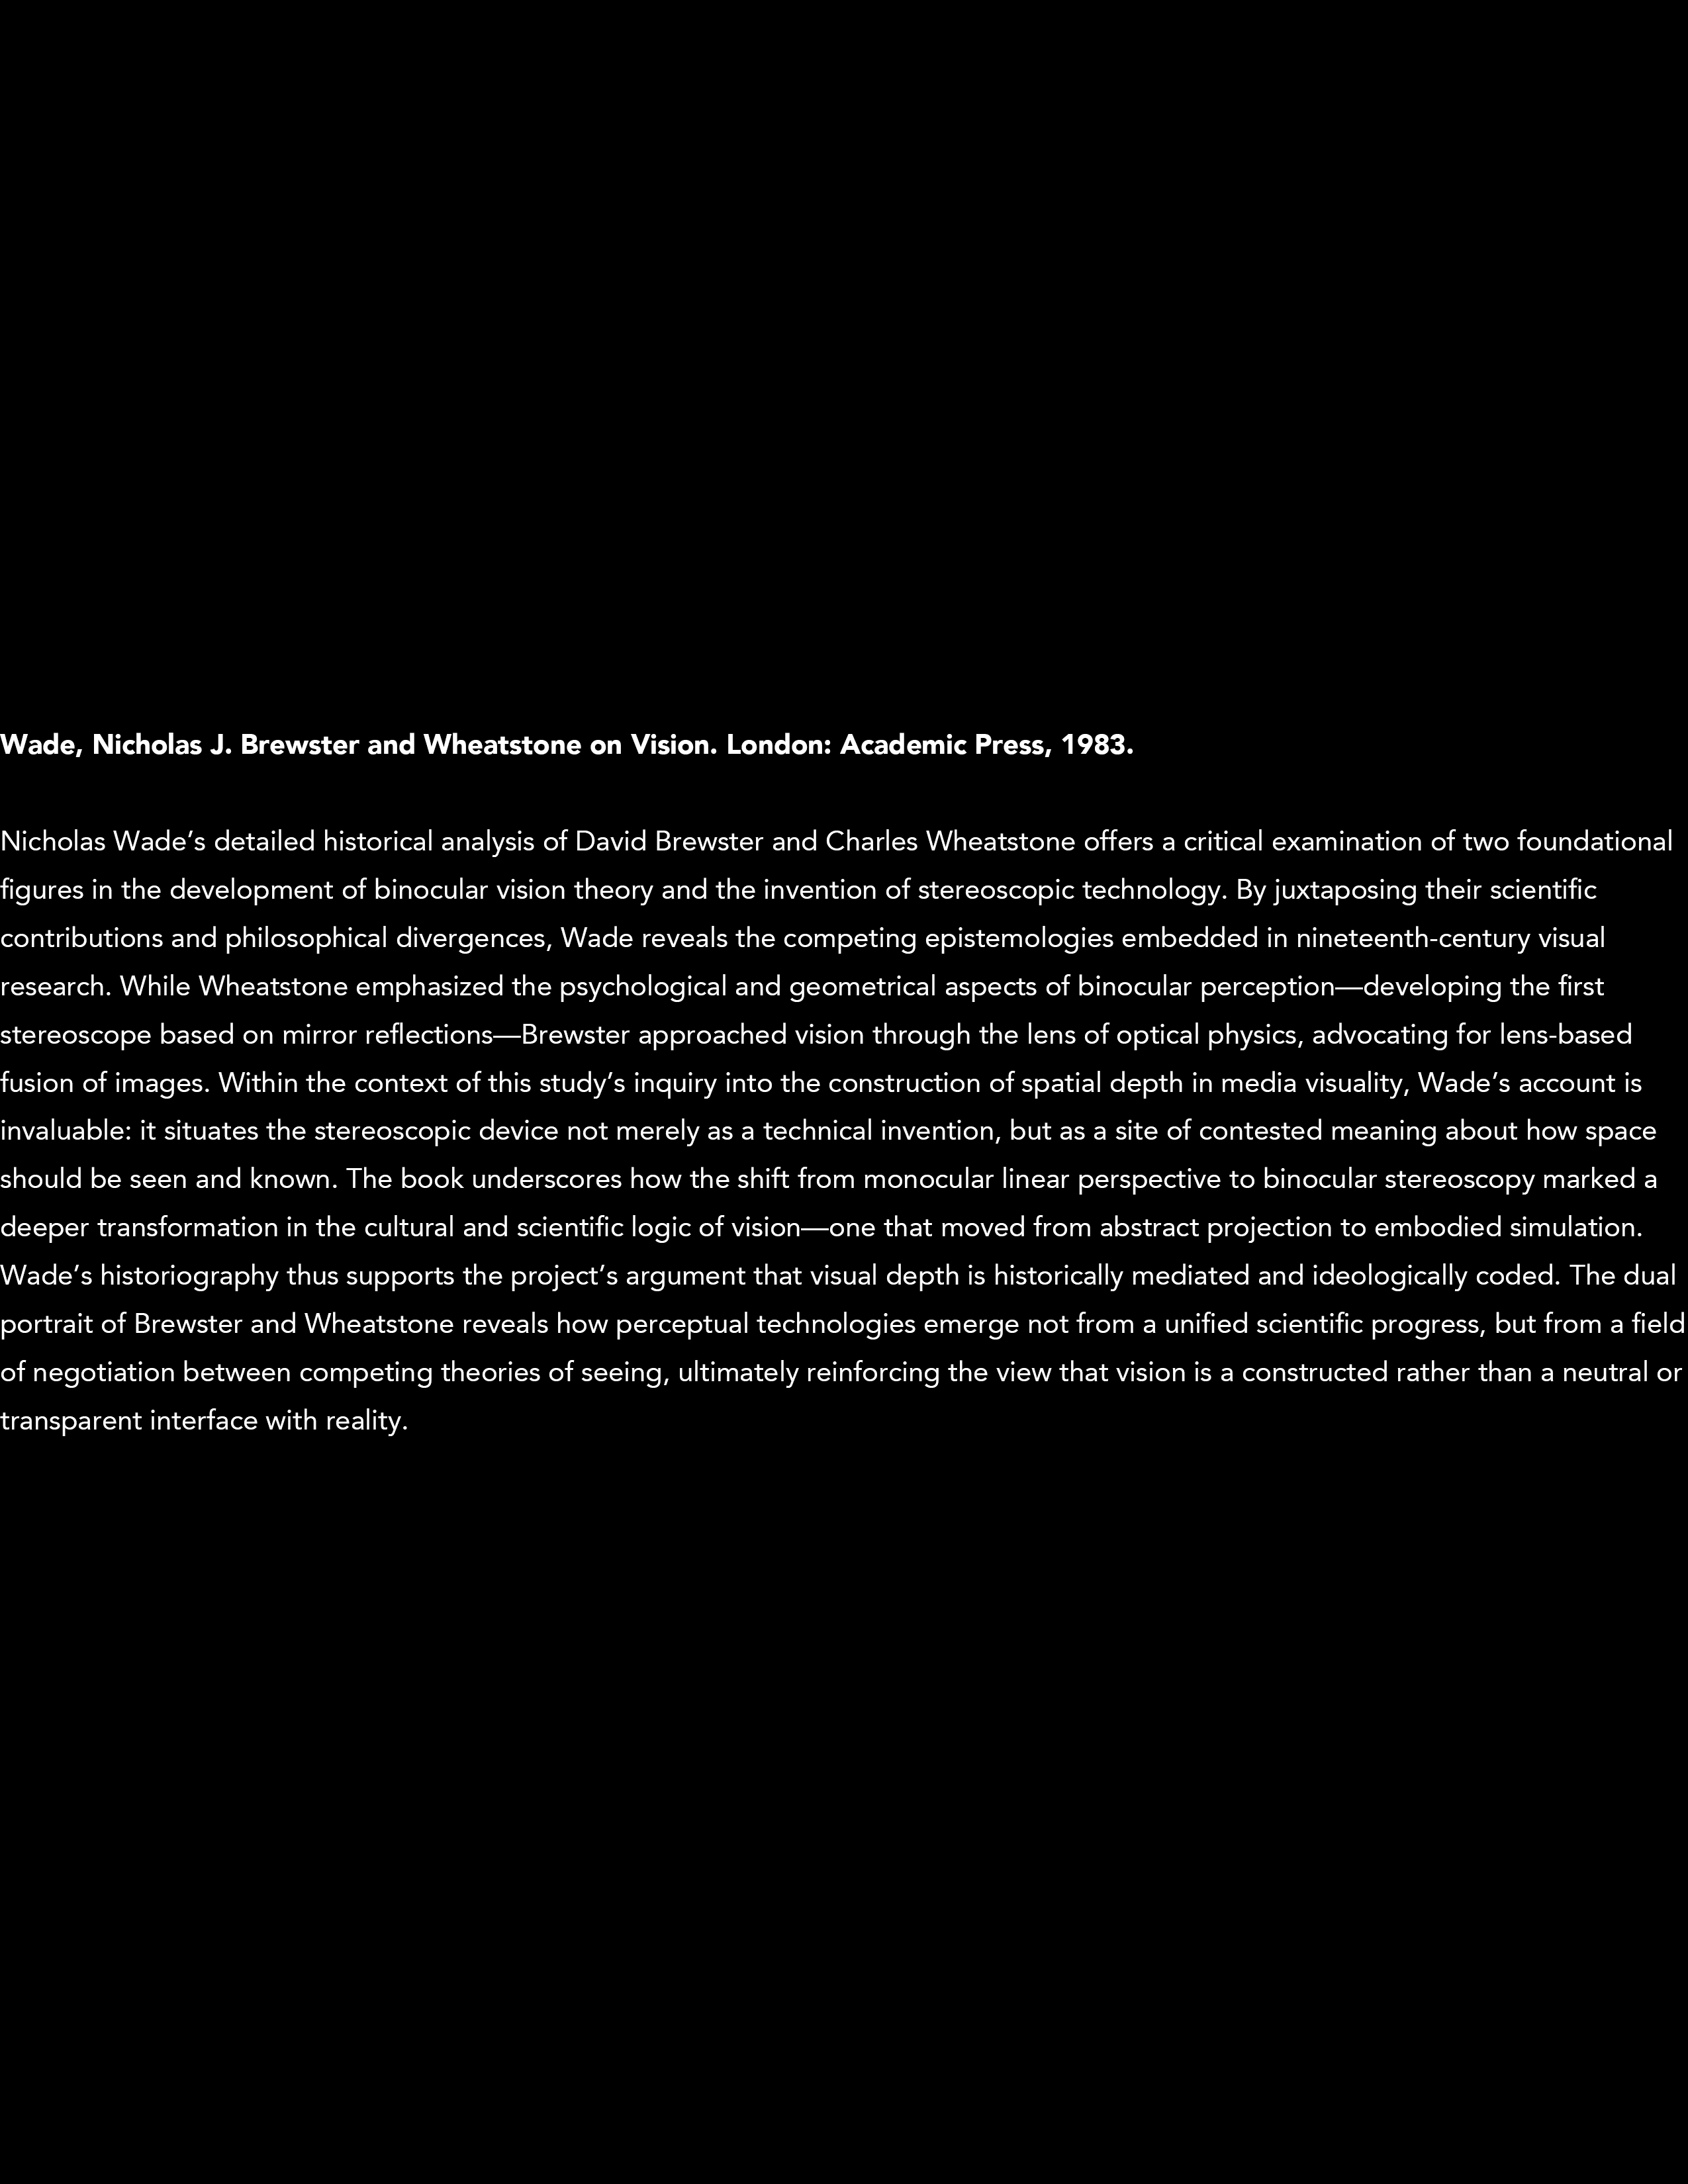 Wade, Nicholas J. Brewster and Wheatstone on Vision. London: Academic Press, 1983.
Nicholas Wade’s detailed historical analysis of David Brewster and Charles Wheatstone offers a critical examination of two foundational
figures in the development of binocular vision theory and the invention of stereoscopic technology. By juxtaposing their scientific
contributions and philosophical divergences, Wade reveals the competing epistemologies embedded in nineteenth-century visual
research. While Wheatstone emphasized the psychological and geometrical aspects of binocular perception—developing the first
stereoscope based on mirror reflections—Brewster approached vision through the lens of optical physics, advocating for lens-based
fusion of images. Within the context of this study’s inquiry into the construction of spatial depth in media visuality, Wade’s account is
invaluable: it situates the stereoscopic device not merely as a technical invention, but as a site of contested meaning about how space
should be seen and known. The book underscores how the shift from monocular linear perspective to binocular stereoscopy marked a
deeper transformation in the cultural and scientific logic of vision—one that moved from abstract projection to embodied simulation.
Wade’s historiography thus supports the project’s argument that visual depth is historically mediated and ideologically coded. The dual
portrait of Brewster and Wheatstone reveals how perceptual technologies emerge not from a unified scientific progress, but from a field
of negotiation between competing theories of seeing, ultimately reinforcing the view that vision is a constructed rather than a neutral or
transparent interface with reality.